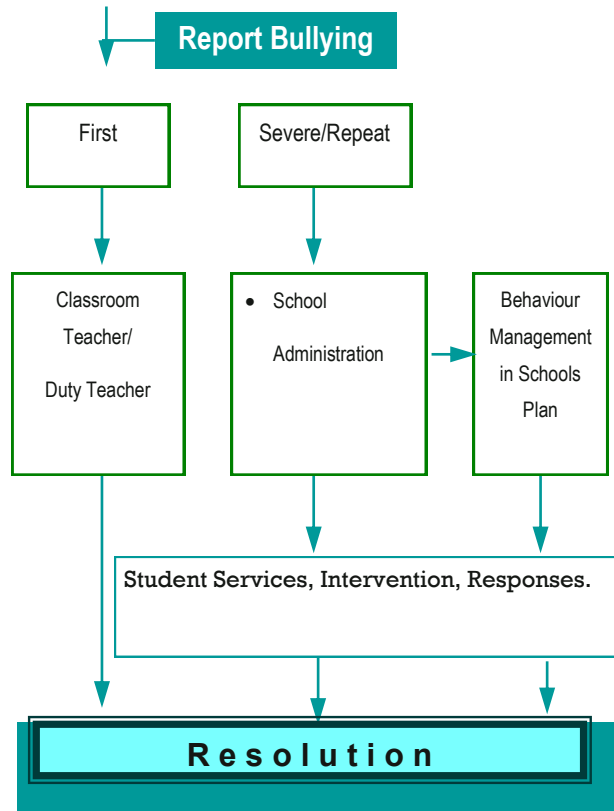 Report Bullying
First
Severe/Repeat
Classroom
Teacher/
Duty Teacher
• School
Administration
Behaviour
Management
in Schools
Plan
Student Services, Intervention, Responses.
Resolution